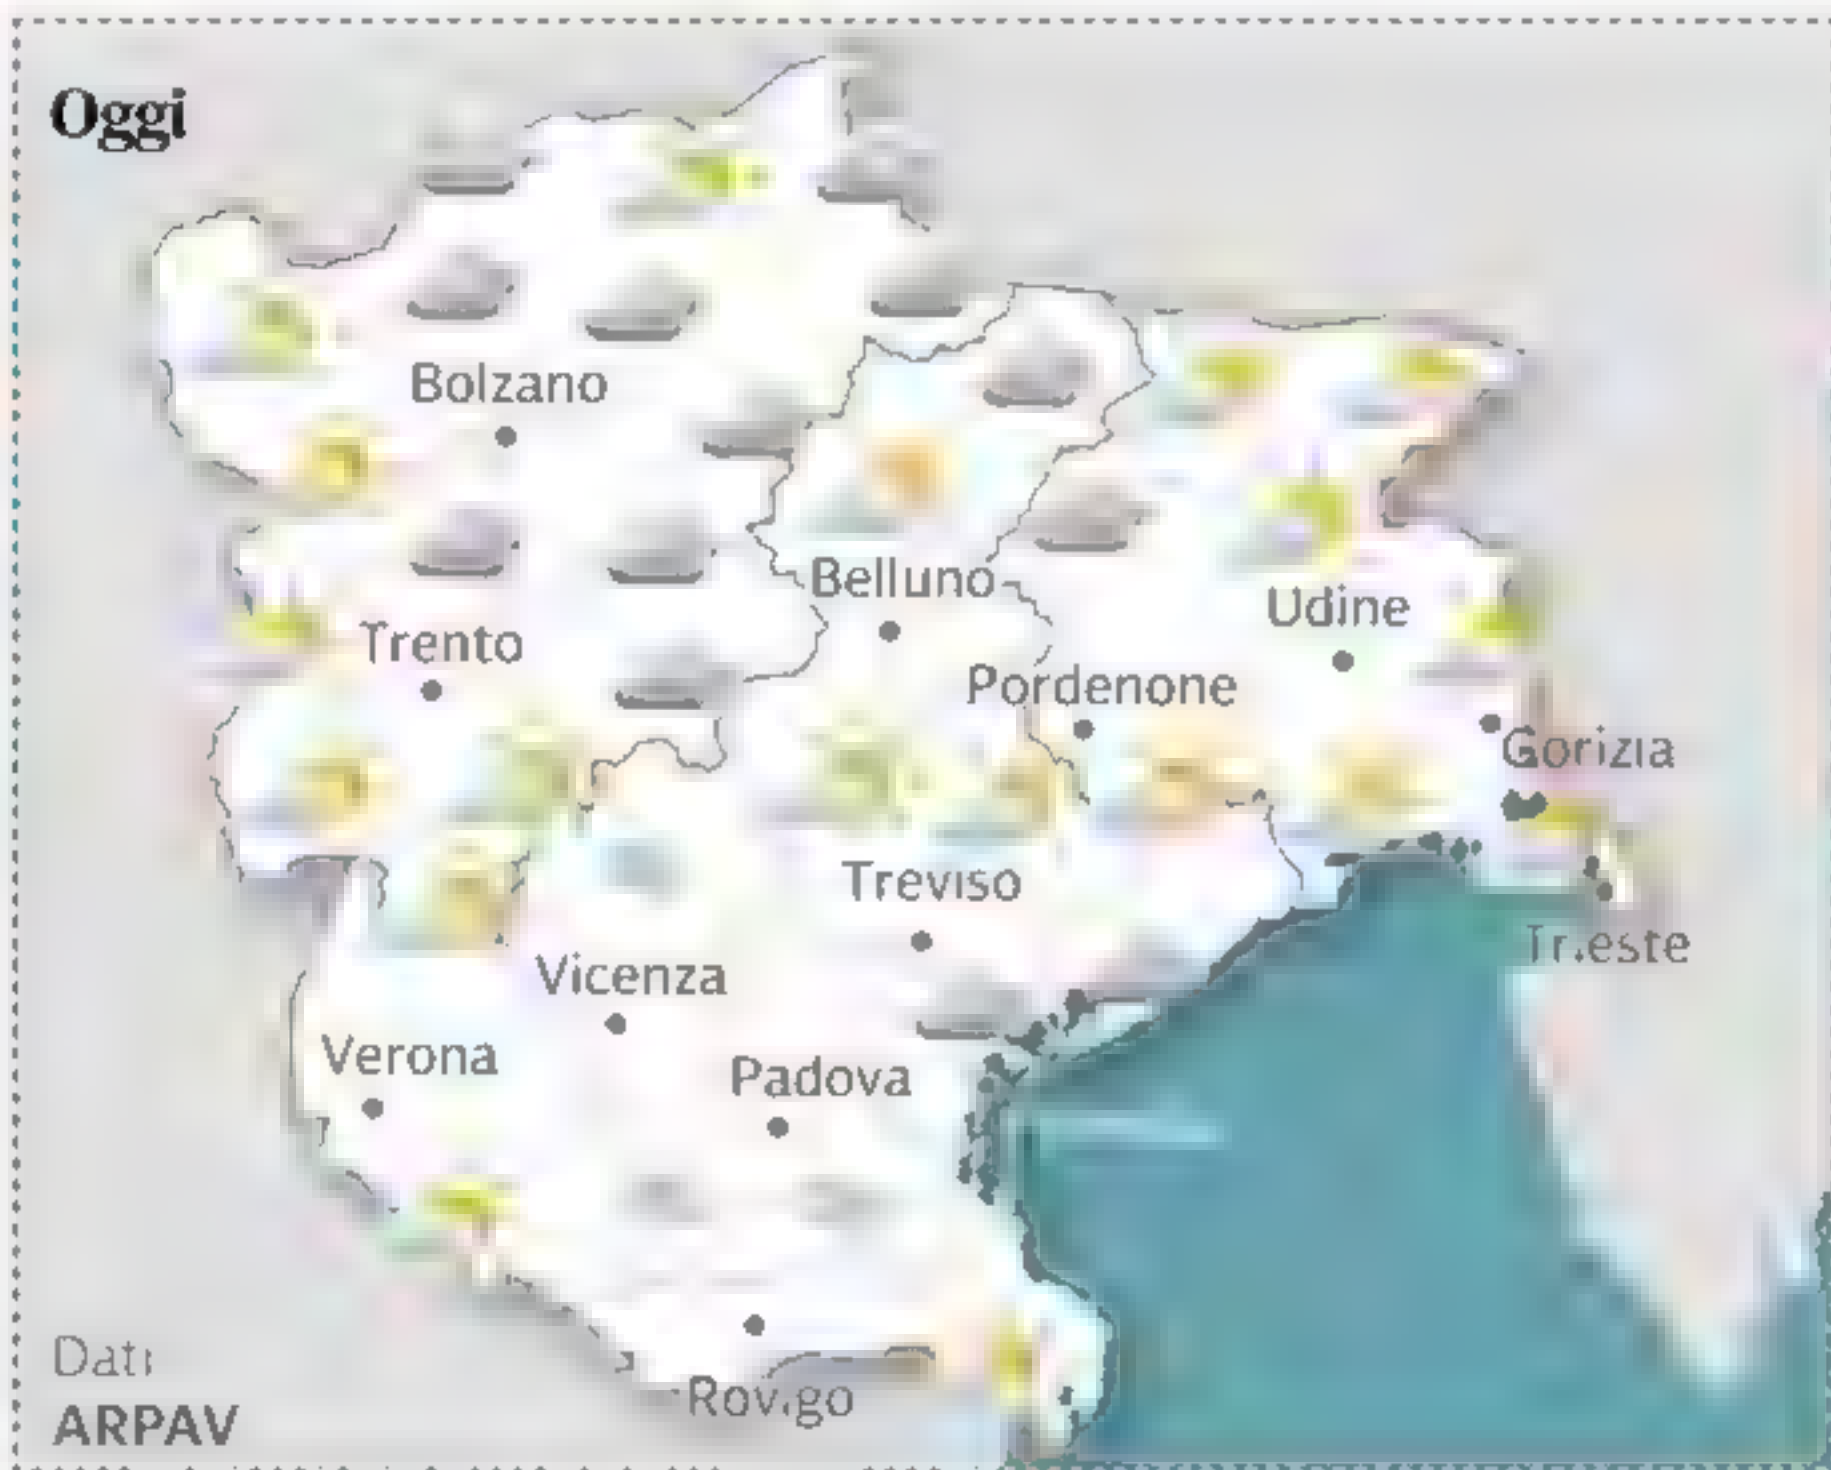 Oggi
Bolzano
Belluno
Udine
Trento
Pordenone
Gorizia
Treviso
Trieste
Vicenza
Verona
Padova
Dati
Rovigo
ARPAV